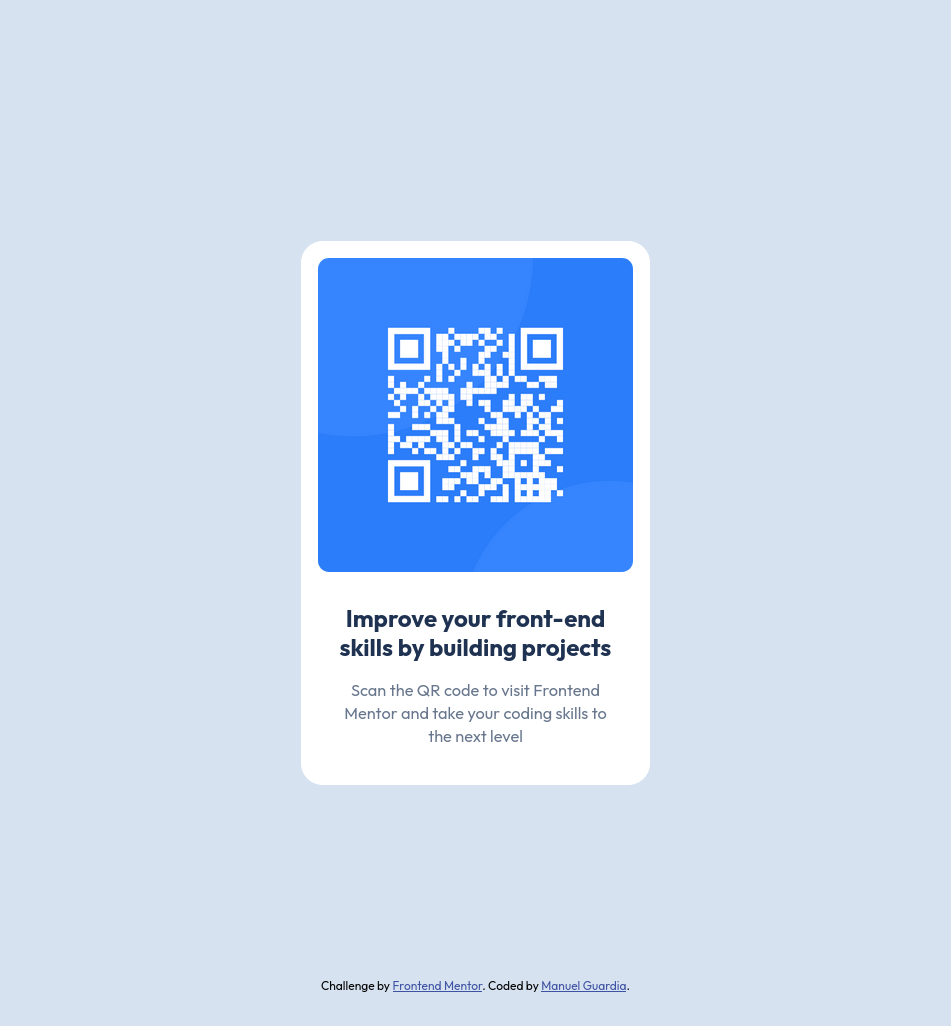 Improve your front-end
skills by building projects
Scan the QR code to visit Frontend
Mentor and take your coding skills to
the next level
Challenge by Frontend Mentor. Coded by Manuel Guardia.